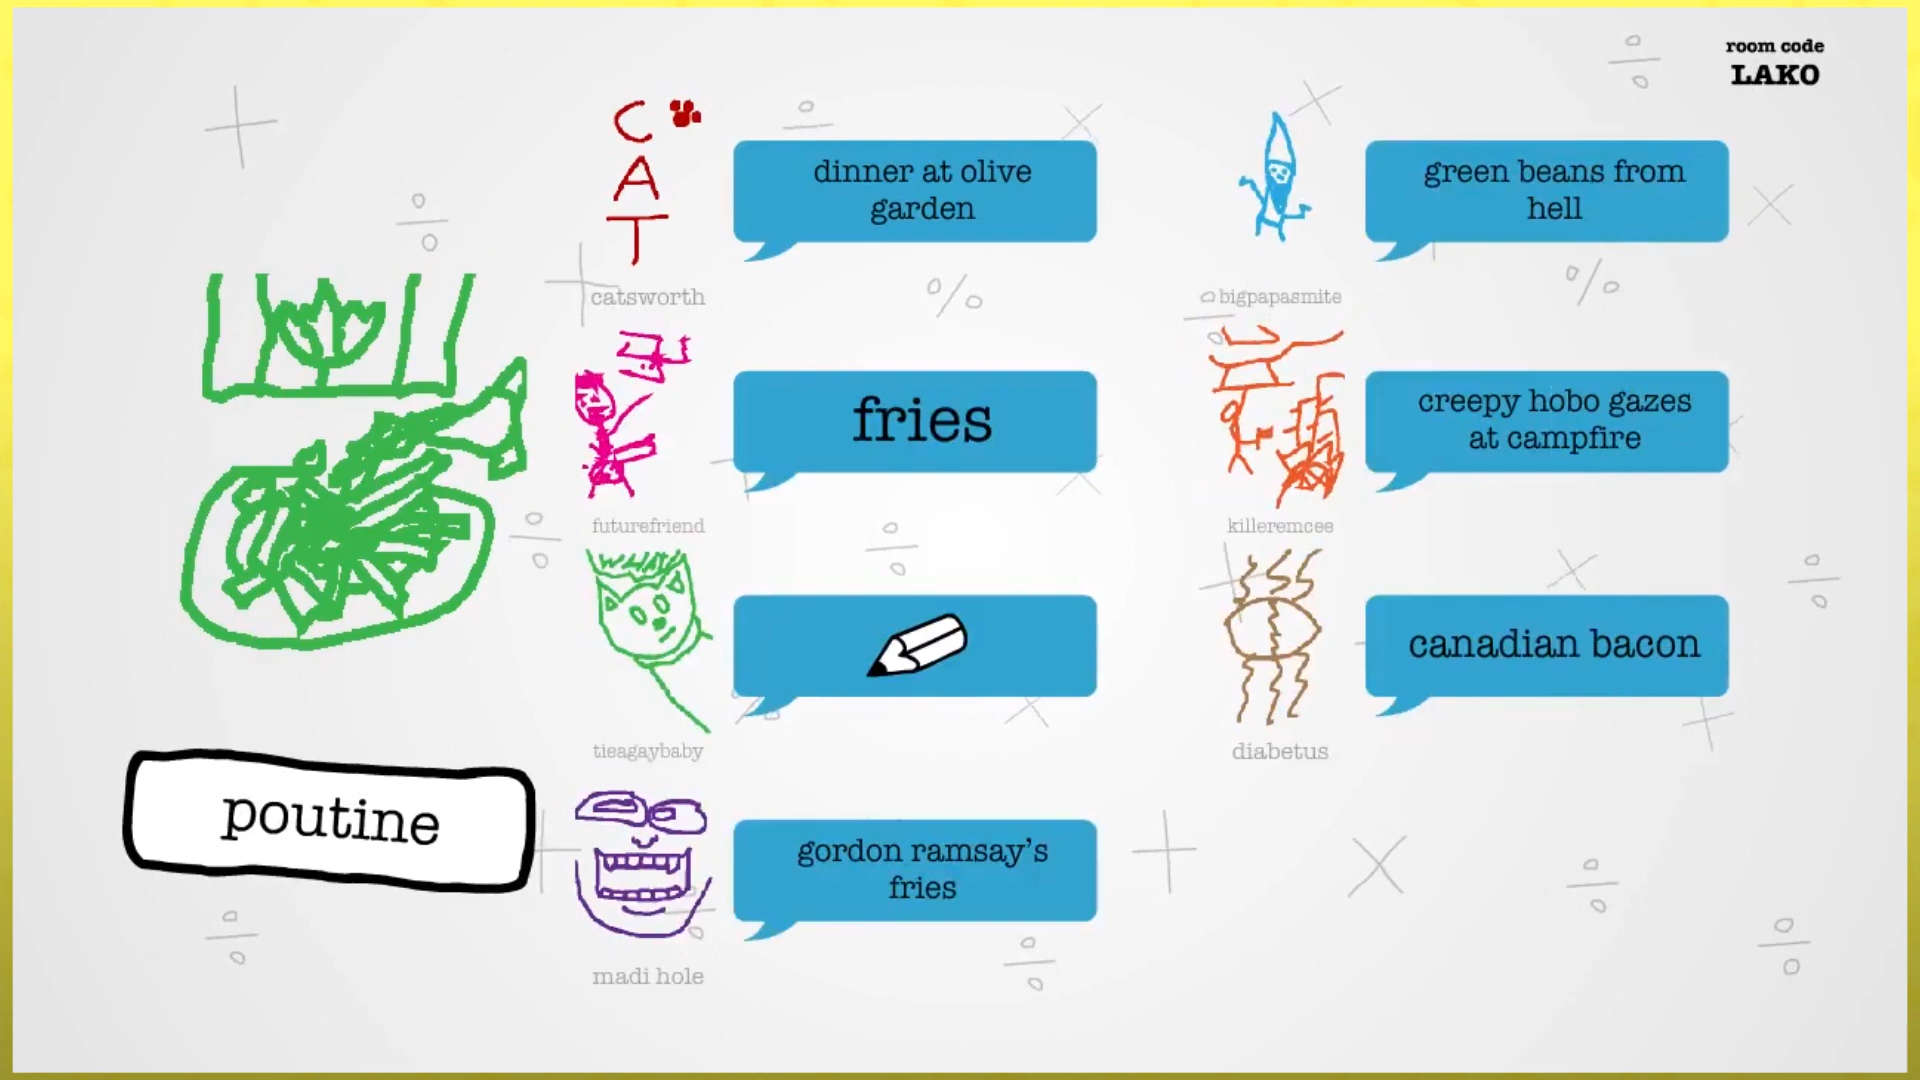 room code
LAKO
C
A
T
dinner at olive
garden
catsworth
green beans from
hell
bigpapasmite
fries
futurefriend
creepy hobo gazes
at campfire
killeremcee
tieagaybaby
canadian bacon
diabetus
poutine
gordon ramsay's
fries
madi hole